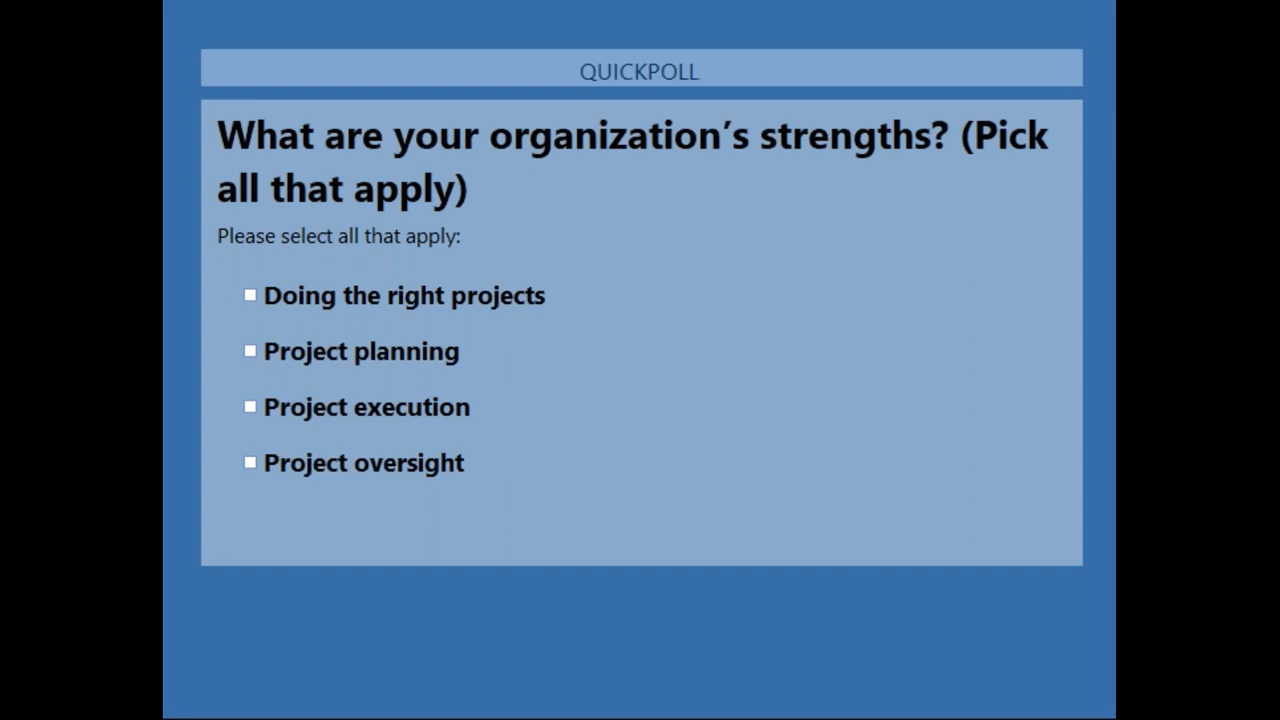 QUICKPOLL
What are your organization’s strengths? (Pick
all that apply)
Please select all that apply:
Doing the right projects
Project planning
Project execution
Project oversight